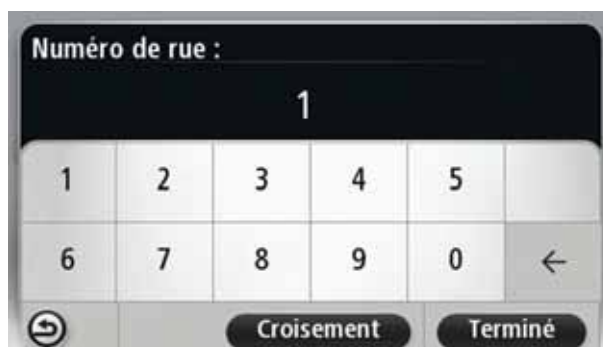 Numéro de rue :
1
1 2 3 4 5
6 7 8 9 0 ←
Croisement Terminé